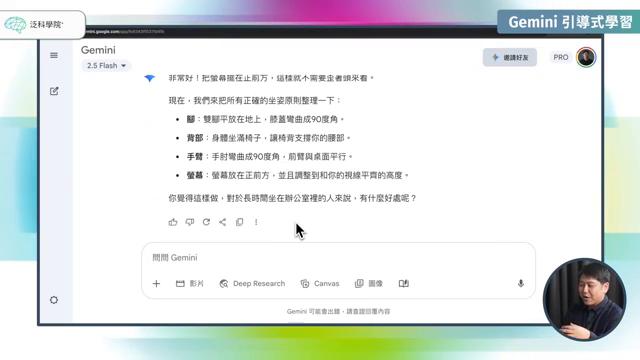 泛科學院
Gemini 引導式學習
Gemini
2.5 Flash
邀請好友
PRO
非常好！把螢幕擺在正前方，這樣就不需要歪著頭來看。
現在，我們來把所有正確的坐姿原則整理一下：
• 腳：雙腳平放在地上，膝蓋彎曲成90度角。
• 背部：身體坐滿椅子，讓椅背支撐你的腰部。
• 手臂：手肘彎曲成90度角，前臂與桌面平行。
• 螢幕：螢幕放在正前方，並且調整到和你的視線平齊的高度。
你覺得這樣做，對於長時間坐在辦公室裡的人來說，有什麼好處呢？
問問 Gemini
影片
Deep Research
Canvas
圖像
Gemini 可能會出錯，請查證回覆內容